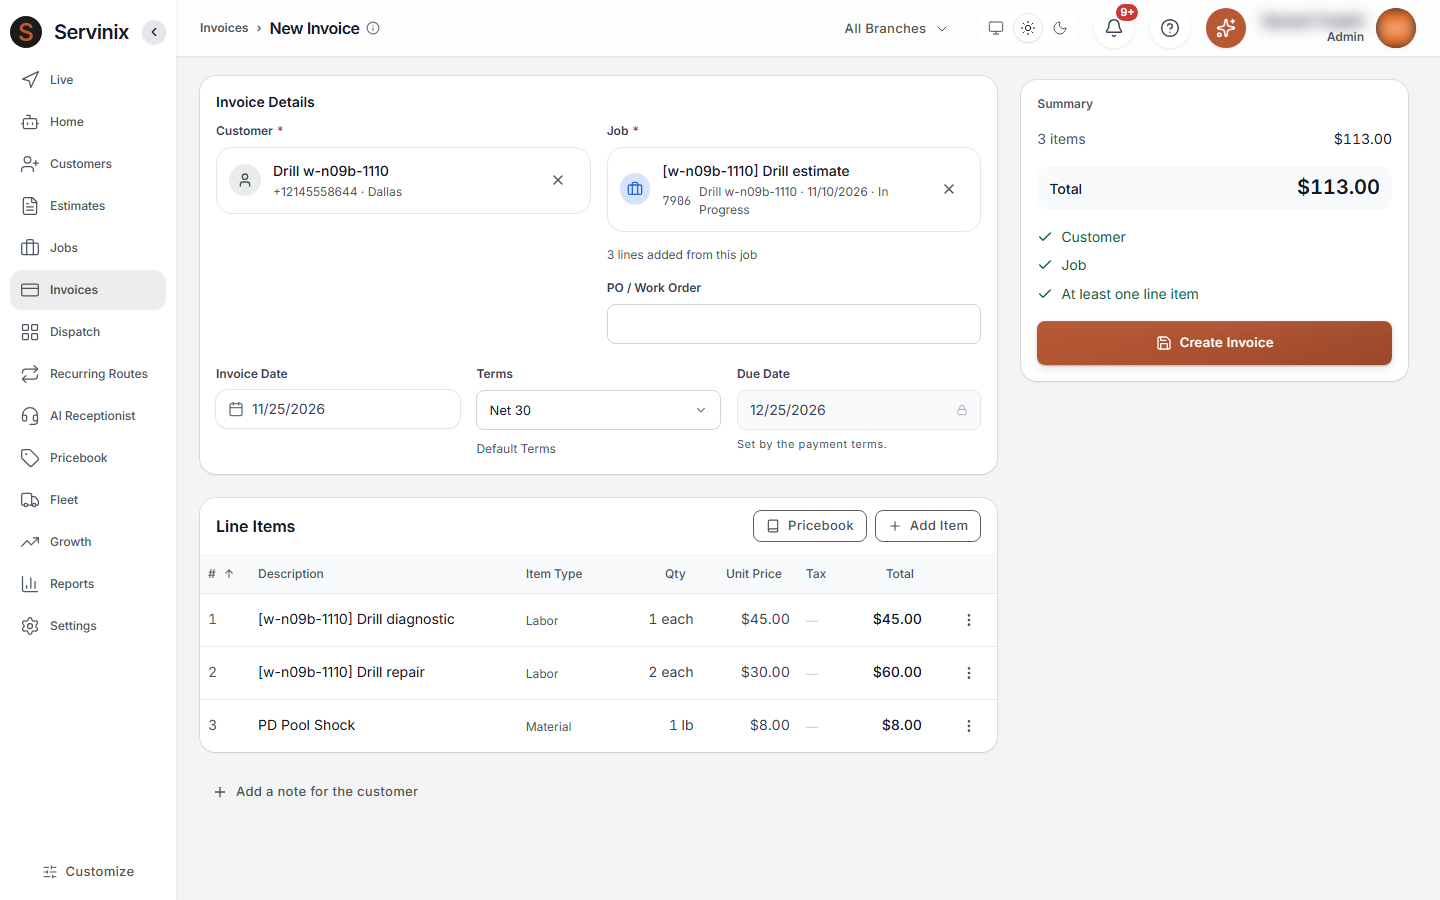 S Servinix
Live
Home
Customers
Estimates
Jobs
Invoices
Dispatch
Recurring Routes
AI Receptionist
Pricebook
Fleet
Growth
Reports
Settings
Customize
Invoices › New Invoice
All Branches
9+
Admin
Invoice Details
Customer *
Drill w-n09b-1110
+12145558644 · Dallas
Job *
[w-n09b-1110] Drill estimate
7906 Drill w-n09b-1110 · 11/10/2026 · In
Progress
3 lines added from this job
PO / Work Order
Invoice Date
11/25/2026
Terms
Net 30
Default Terms
Due Date
12/25/2026
Set by the payment terms.
Line Items
Pricebook
Add Item
# Description Item Type Qty Unit Price Tax Total
1 [w-n09b-1110] Drill diagnostic Labor 1 each $45.00 — $45.00
2 [w-n09b-1110] Drill repair Labor 2 each $30.00 — $60.00
3 PD Pool Shock Material 1 lb $8.00 — $8.00
Add a note for the customer
Summary
3 items $113.00
Total $113.00
Customer
Job
At least one line item
Create Invoice